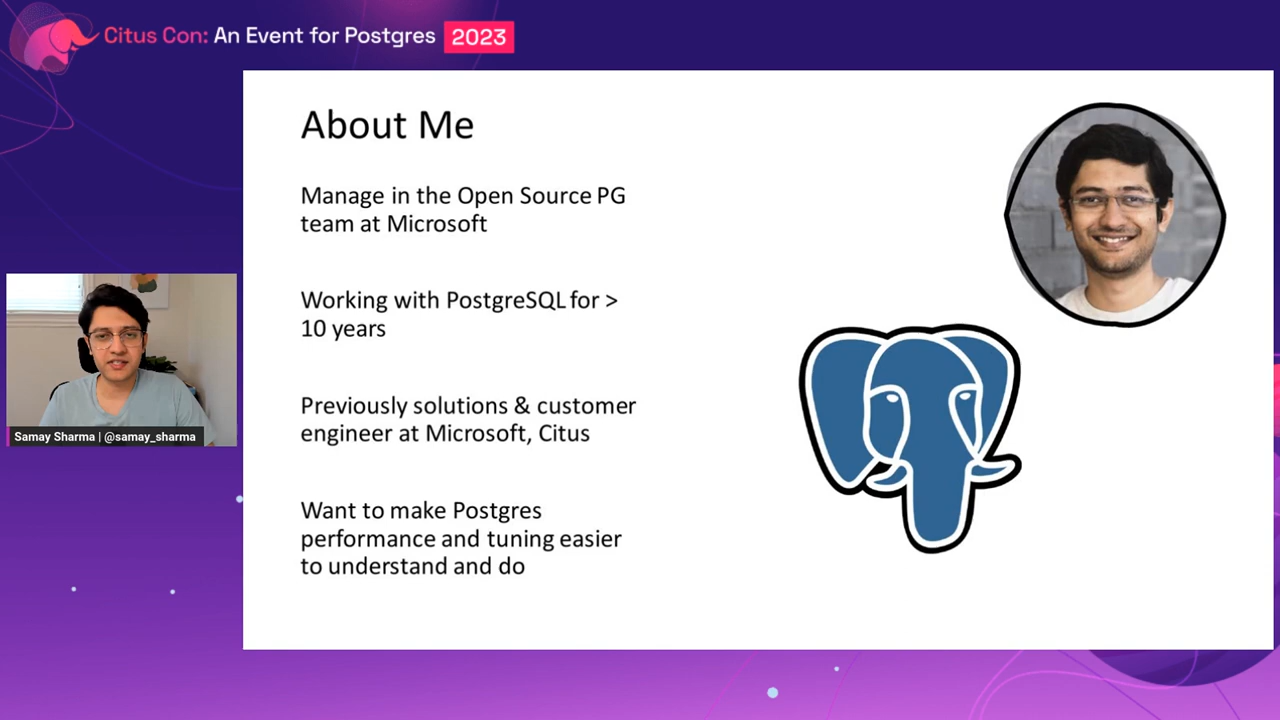 Citus Con: An Event for Postgres 2023
About Me
Manage in the Open Source PG
team at Microsoft
Working with PostgreSQL for >
10 years
Previously solutions & customer
engineer at Microsoft, Citus
Want to make Postgres
performance and tuning easier
to understand and do
Samay Sharma | @samay_sharma